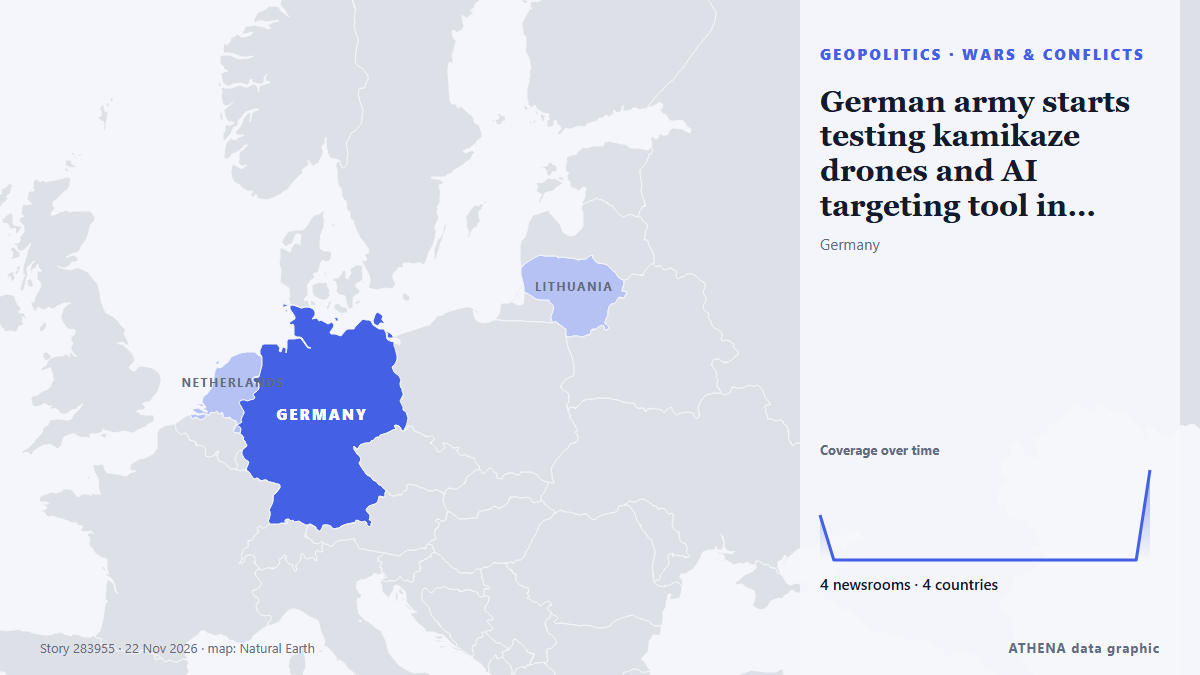 GEOPOLITICS · WARS & CONFLICTS
German army starts
testing kamikaze
drones and AI
targeting tool in...
Germany
LITHUANIA
NETHERLANDS
GERMANY
Coverage over time
4 newsrooms · 4 countries
Story 283955 · 22 Nov 2026 · map: Natural Earth
ATHENA data graphic